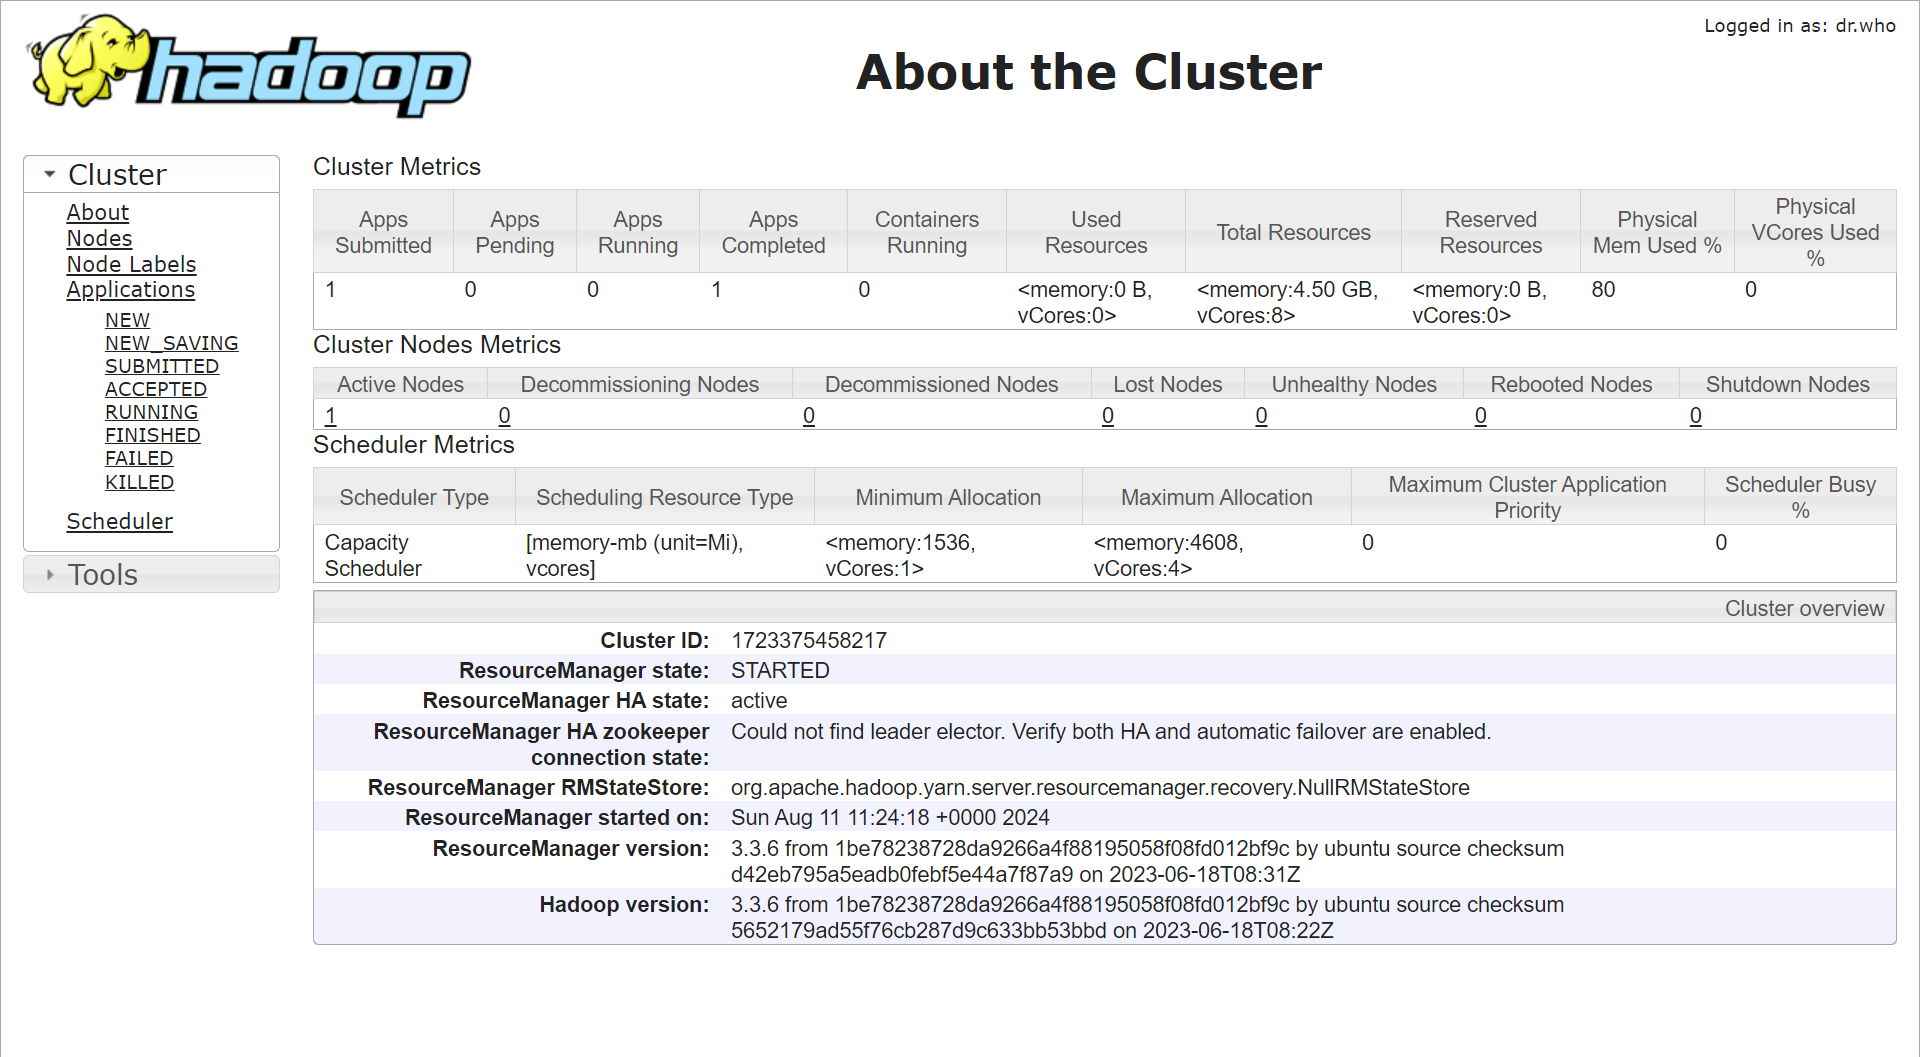 hadoop
Logged in as: dr.who
About the Cluster
Cluster
About
Nodes
Node Labels
Applications
NEW
NEW_SAVING
SUBMITTED
ACCEPTED
RUNNING
FINISHED
FAILED
KILLED
Scheduler
Tools
Cluster Metrics
Apps Submitted
Apps Pending
Apps Running
Apps Completed
Containers Running
Used Resources
Total Resources
Reserved Resources
Physical Mem Used %
Physical VCores Used %
1 0 0 1 0 <memory:0 B, vCores:0> <memory:4.50 GB, vCores:8> <memory:0 B, vCores:0> 80 0
Cluster Nodes Metrics
Active Nodes Decommissioning Nodes Decommissioned Nodes Lost Nodes Unhealthy Nodes Rebooted Nodes Shutdown Nodes
1 0 0 0 0 0 0
Scheduler Metrics
Scheduler Type Scheduling Resource Type Minimum Allocation Maximum Allocation Maximum Cluster Application Priority Scheduler Busy %
Capacity Scheduler [memory-mb (unit=Mi), vcores] <memory:1536, vCores:1> <memory:4608, vCores:4> 0 0
Cluster overview
Cluster ID: 1723375458217
ResourceManager state: STARTED
ResourceManager HA state: active
ResourceManager HA zookeeper connection state: Could not find leader elector. Verify both HA and automatic failover are enabled.
ResourceManager RMStateStore: org.apache.hadoop.yarn.server.resourcemanager.recovery.NullRMStateStore
ResourceManager started on: Sun Aug 11 11:24:18 +0000 2024
ResourceManager version: 3.3.6 from 1be78238728da9266a4f88195058f08fd012bf9c by ubuntu source checksum
d42eb795a5eadb0febf5e44a7f87a9 on 2023-06-18T08:31Z
Hadoop version: 3.3.6 from 1be78238728da9266a4f88195058f08fd012bf9c by ubuntu source checksum
5652179ad55f76cb287d9c633bb53bbd on 2023-06-18T08:22Z